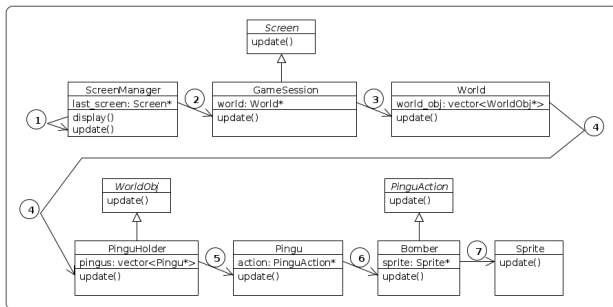 Screen
update()
ScreenManager
last_screen: Screen*
display()
update()
1
2
GameSession
world: World*
update()
3
World
world_obj: vector<WorldObj*>
update()
4
4
WorldObj
update()
PinguAction
update()
PinguHolder
pingus: vector<Pingu*>
update()
5
Pingu
action: PinguAction*
update()
6
Bomber
sprite: Sprite*
update()
7
Sprite
update()